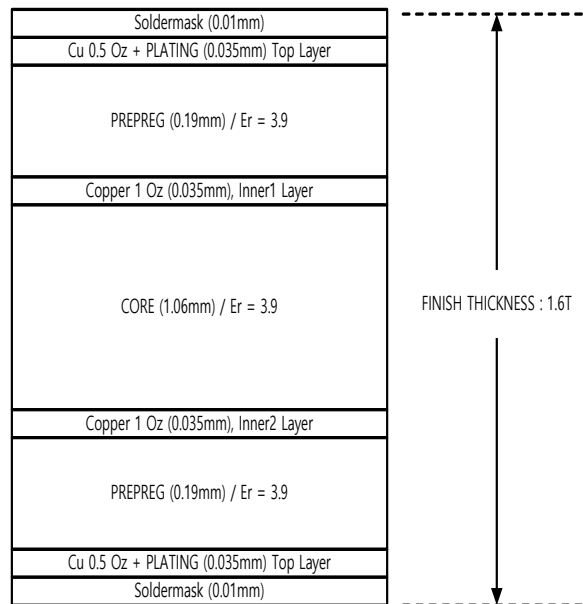 Soldermask (0.01mm)
Cu 0.5 Oz + PLATING (0.035mm) Top Layer
PREPREG (0.19mm) / Er = 3.9
Copper 1 Oz (0.035mm), Inner1 Layer
CORE (1.06mm) / Er = 3.9
FINISH THICKNESS : 1.6T
Copper 1 Oz (0.035mm), Inner2 Layer
PREPREG (0.19mm) / Er = 3.9
Cu 0.5 Oz + PLATING (0.035mm) Top Layer
Soldermask (0.01mm)